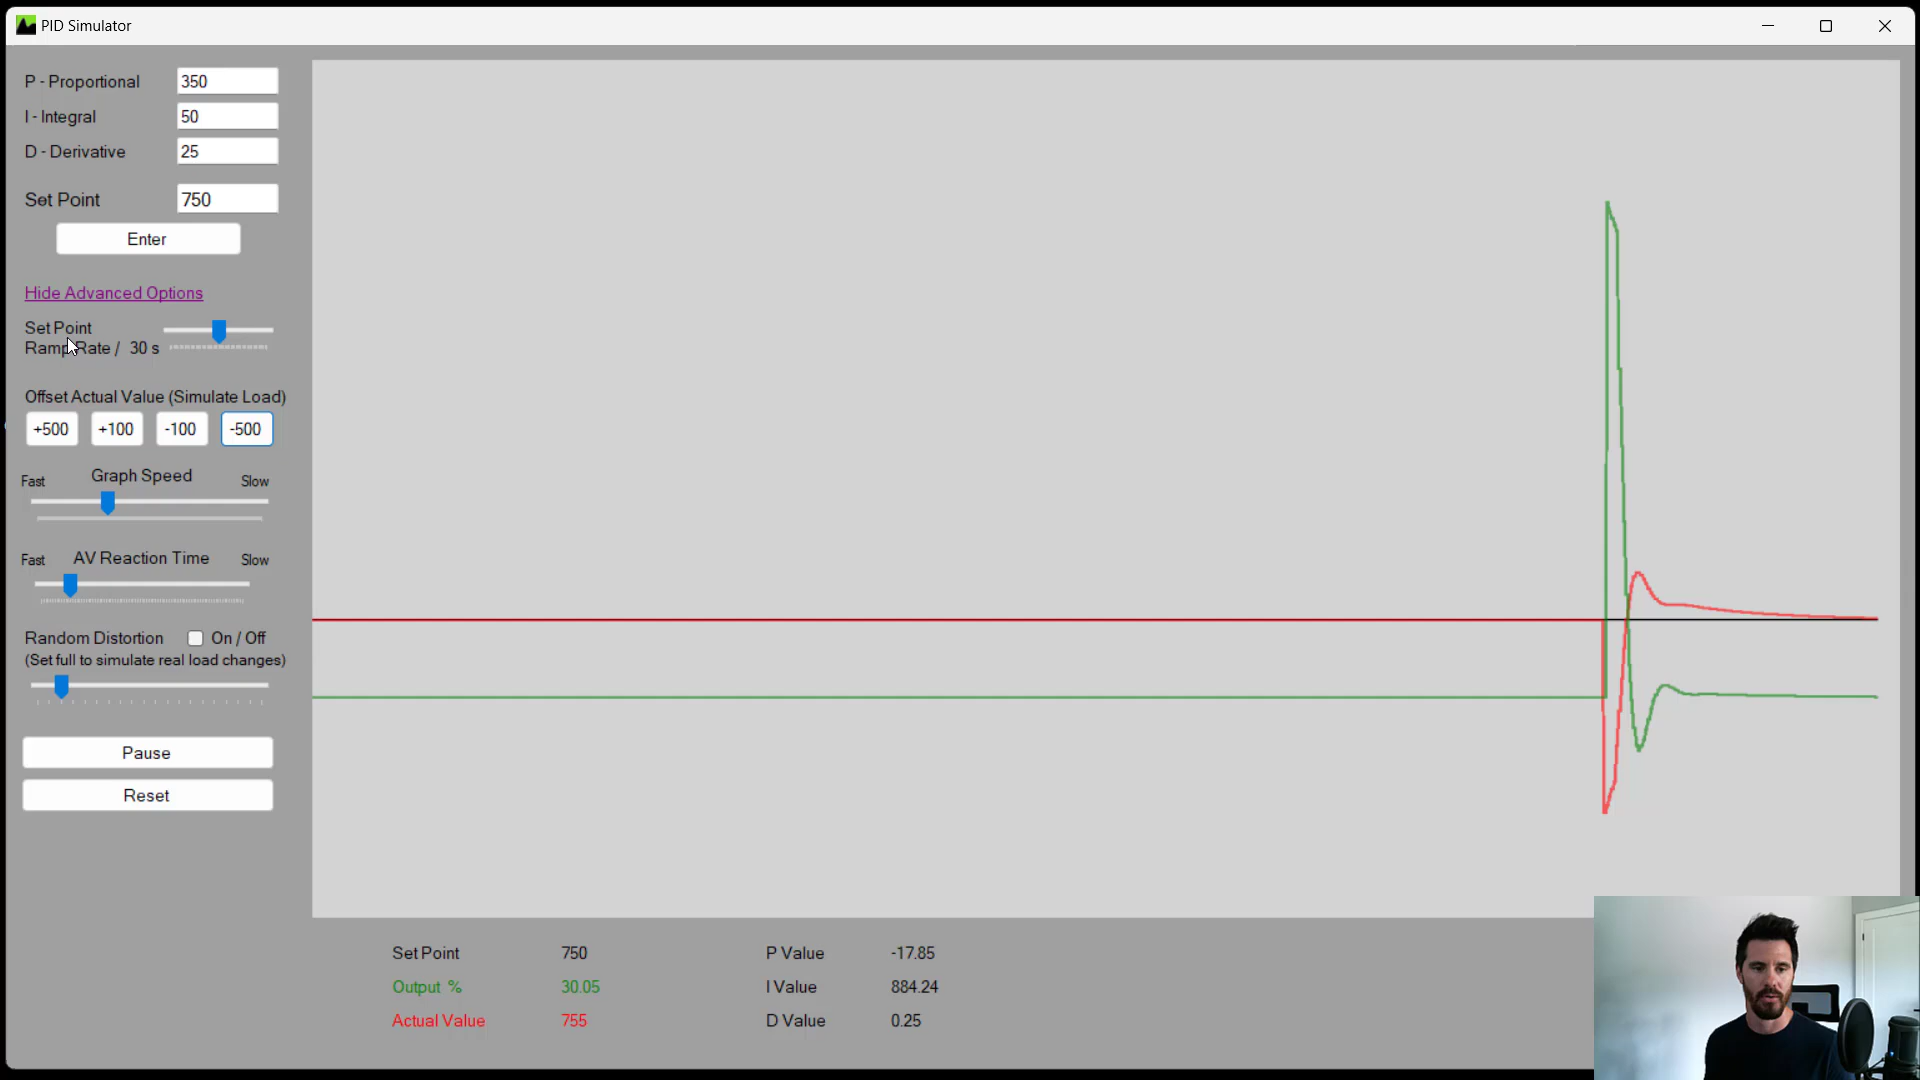 PID Simulator
P - Proportional 350
I - Integral 50
D - Derivative 25
Set Point 750
Enter
Hide Advanced Options
Set Point
Ramp Rate / 30 s
Offset Actual Value (Simulate Load)
+500 +100 -100 -500
Graph Speed
Fast Slow
AV Reaction Time
Fast Slow
Random Distortion On / Off
(Set full to simulate real load changes)
Pause
Reset
Set Point 750 P Value -17.85
Output % 30.05 I Value 884.24
Actual Value 755 D Value 0.25